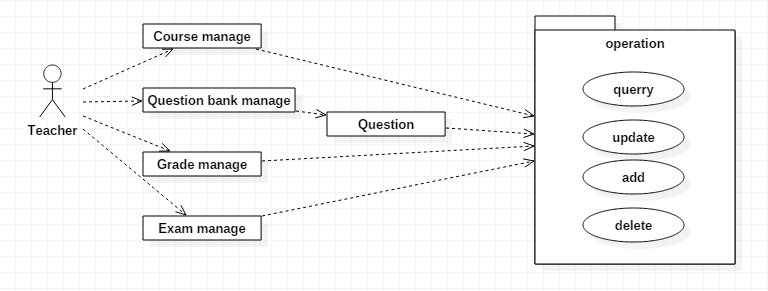 Teacher
Course manage
Question bank manage
Question
Grade manage
Exam manage
operation
querry
update
add
delete